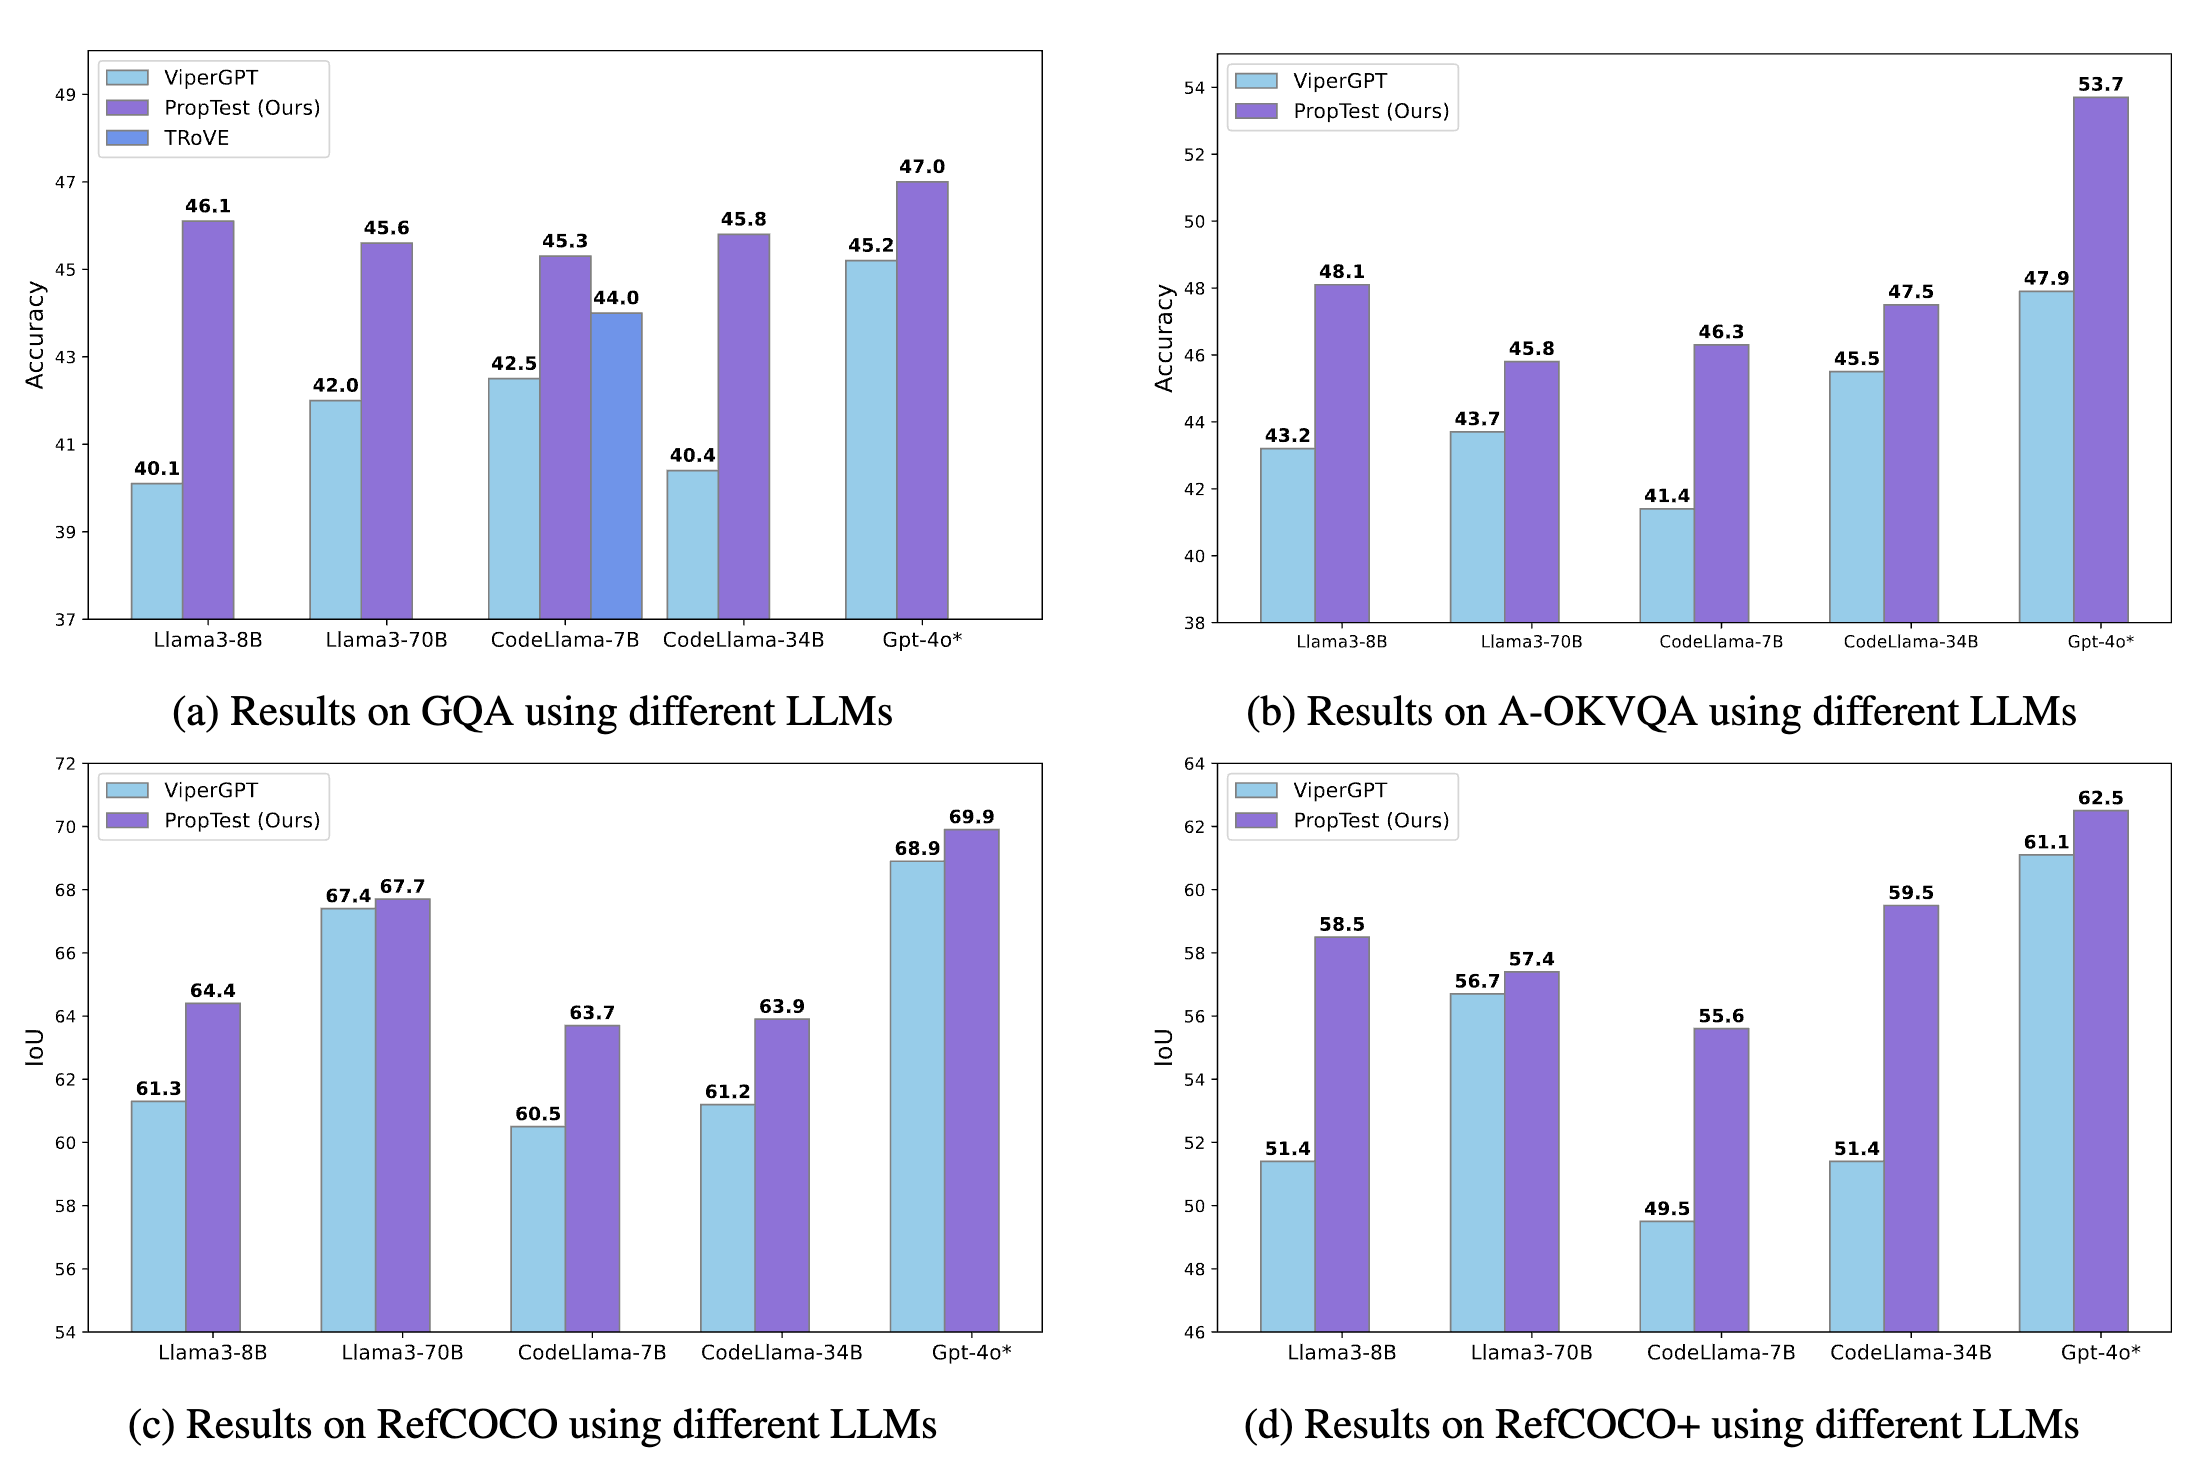 ViperGPT
PropTest (Ours)
TRoVE
Accuracy
49
47
45
43
41
39
37
40.1
46.1
42.0
45.6
42.5
45.3
44.0
40.4
45.8
45.2
47.0
Llama3-8B
Llama3-70B
CodeLlama-7B
CodeLlama-34B
Gpt-4o*
(a) Results on GQA using different LLMs
ViperGPT
PropTest (Ours)
Accuracy
54
52
50
48
46
44
42
40
38
43.2
48.1
43.7
45.8
41.4
46.3
45.5
47.5
47.9
53.7
Llama3-8B
Llama3-70B
CodeLlama-7B
CodeLlama-34B
Gpt-4o*
(b) Results on A-OKVQA using different LLMs
ViperGPT
PropTest (Ours)
IoU
72
70
68
66
64
62
60
58
56
54
61.3
64.4
67.4
67.7
60.5
63.7
61.2
63.9
68.9
69.9
Llama3-8B
Llama3-70B
CodeLlama-7B
CodeLlama-34B
Gpt-4o*
(c) Results on RefCOCO using different LLMs
ViperGPT
PropTest (Ours)
IoU
64
62
60
58
56
54
52
50
48
46
51.4
58.5
56.7
57.4
49.5
55.6
51.4
59.5
61.1
62.5
Llama3-8B
Llama3-70B
CodeLlama-7B
CodeLlama-34B
Gpt-4o*
(d) Results on RefCOCO+ using different LLMs